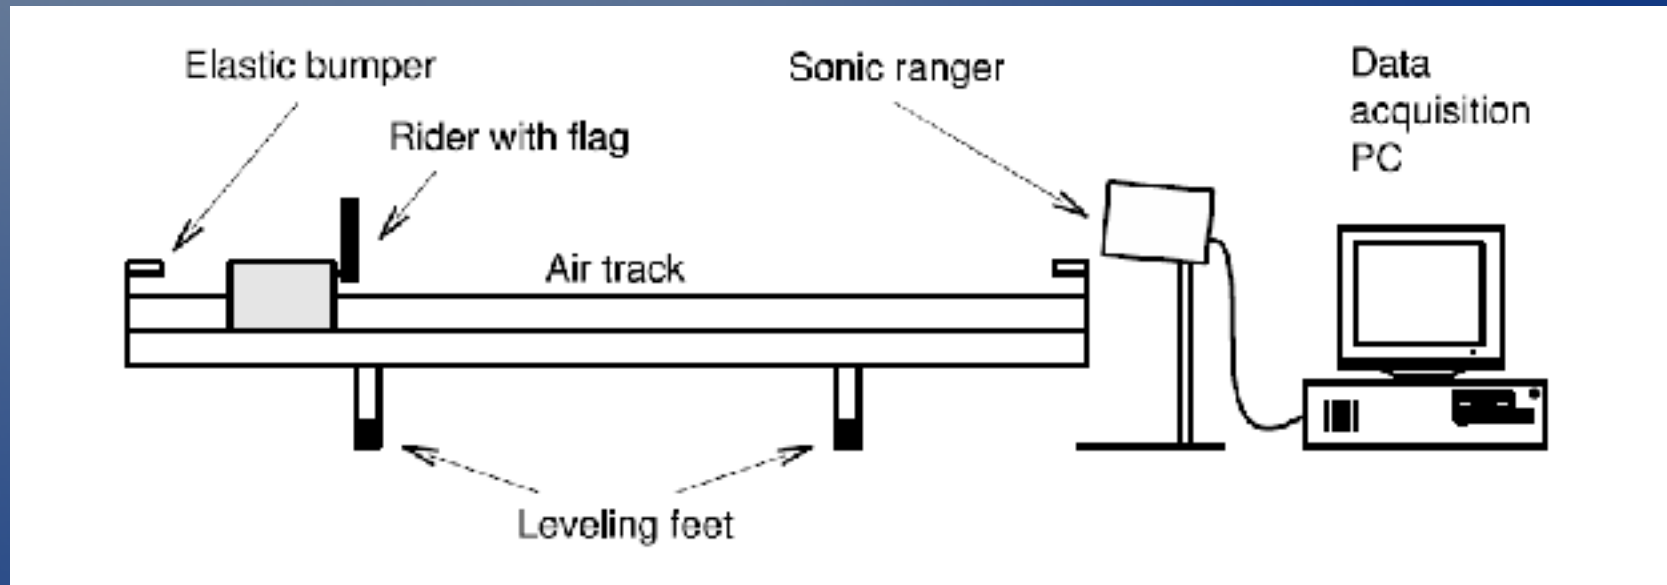 Elastic bumper
Rider with flag
Sonic ranger
Data
acquisition
PC
Air track
Leveling feet